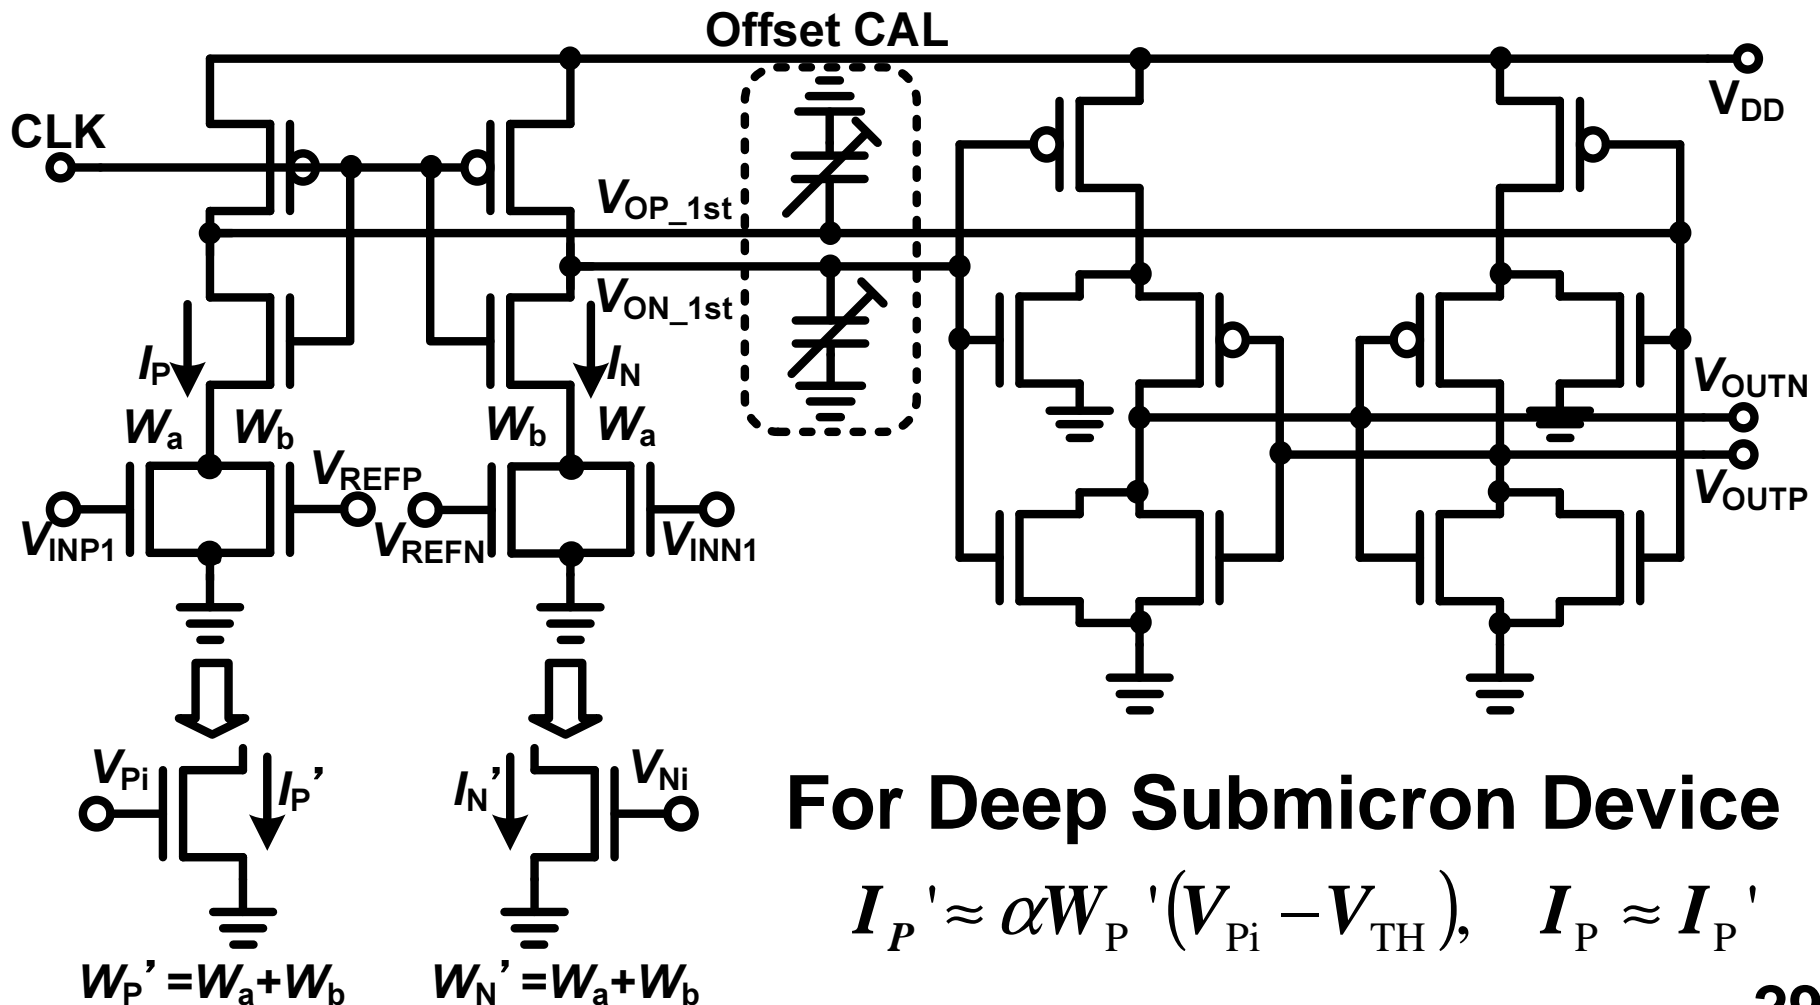 Offset CAL
V_DD
CLK
V_OP_1st
V_ON_1st
I_P
I_N
W_a W_b W_b W_a
V_OUTN
V_REFP
V_OUTP
V_INP1 V_REFN V_INN1
V_Pi I_P’ I_N’ V_Ni
For Deep Submicron Device
I_P' ≈ αW_P'(V_Pi − V_TH), I_P ≈ I_P'
W_P’=W_a+W_b W_N’=W_a+W_b